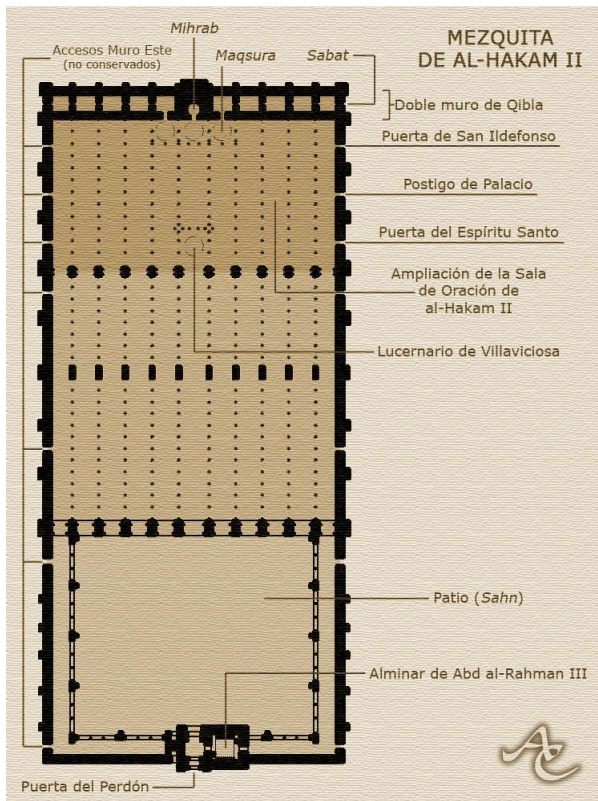 MEZQUITA
DE AL-HAKAM II
Mihrab
Accesos Muro Este
(no conservados)
Maqsura
Sabat
Doble muro de Qibla
Puerta de San Ildefonso
Postigo de Palacio
Puerta del Espíritu Santo
Ampliación de la Sala
de Oración de
al-Hakam II
Lucernario de Villaviciosa
Patio (Sahn)
Alminar de Abd al-Rahman III
Puerta del Perdón
AC